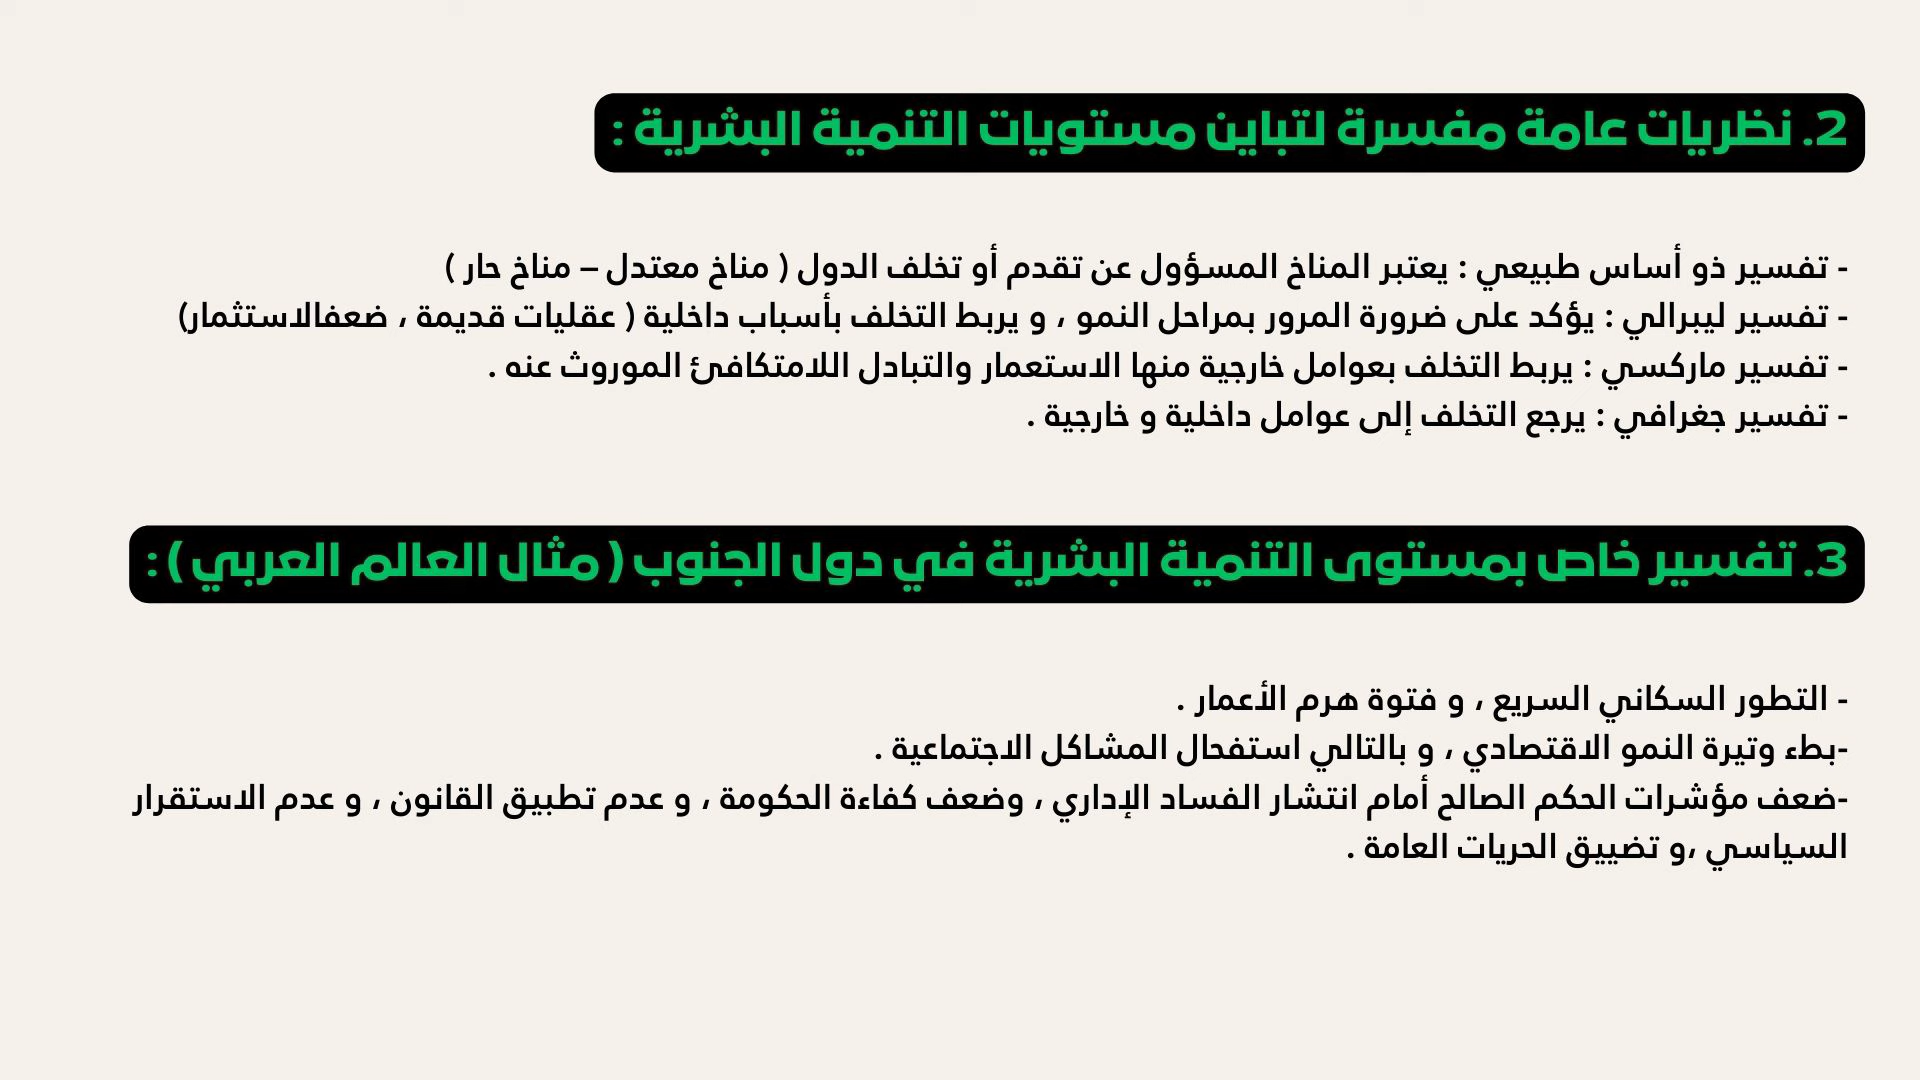 2. نظريات عامة مفسرة لتباين مستويات التنمية البشرية :
- تفسير ذو أساس طبيعي : يعتبر المناخ المسؤول عن تقدم أو تخلف الدول ( مناخ معتدل – مناخ حار )
- تفسير ليبرالي : يؤكد على ضرورة المرور بمراحل النمو ، و يربط التخلف بأسباب داخلية ( عقليات قديمة ، ضعفالاستثمار)
- تفسير ماركسي : يربط التخلف بعوامل خارجية منها الاستعمار والتبادل اللامتكافئ الموروث عنه .
- تفسير جغرافي : يرجع التخلف إلى عوامل داخلية و خارجية .
3. تفسير خاص بمستوى التنمية البشرية في دول الجنوب ( مثال العالم العربي ) :
- التطور السكاني السريع ، و فتوة هرم الأعمار .
-بطء وتيرة النمو الاقتصادي ، و بالتالي استفحال المشاكل الاجتماعية .
-ضعف مؤشرات الحكم الصالح أمام انتشار الفساد الإداري ، وضعف كفاءة الحكومة ، و عدم تطبيق القانون ، و عدم الاستقرار
السياسي ،و تضييق الحريات العامة .